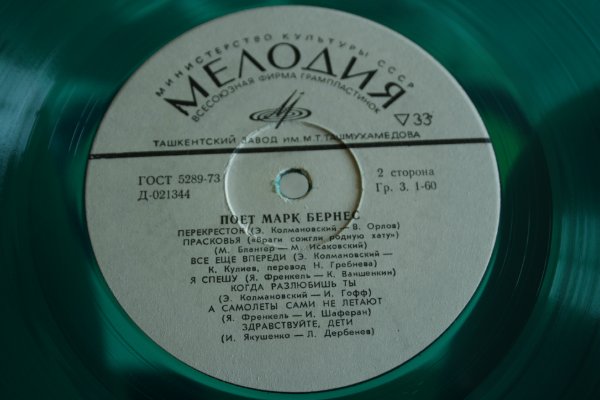 МИНИСТЕРСТВО КУЛЬТУРЫ СССР
МЕЛОДИЯ
ВСЕСОЮЗНАЯ ФИРМА ГРАМПЛАСТИНОК
▽ 33
ТАШКЕНТСКИЙ ЗАВОД ИМ. М. Т. ТАШМУХАМЕДОВА
ГОСТ 5289-73
Д-021344
2 сторона
Гр. 3. 1-60
ПОЕТ МАРК БЕРНЕС
ПЕРЕКРЕСТОК (Э. Колмановский — В. Орлов)
ПРАСКОВЬЯ («Враги сожгли родную хату»)
(М. Блантер — М. Исаковский)
ВСЕ ЕЩЕ ВПЕРЕДИ (Э. Колмановский —
К. Кулиев, перевод Н. Гребнева)
Я СПЕШУ (Я. Френкель — К. Ваншенкин)
КОГДА РАЗЛЮБИШЬ ТЫ
(Э. Колмановский — И. Гофф)
А САМОЛЕТЫ САМИ НЕ ЛЕТАЮТ
(Я. Френкель — И. Шаферан)
ЗДРАВСТВУЙТЕ, ДЕТИ
(И. Якушенко — Л. Дербенев)